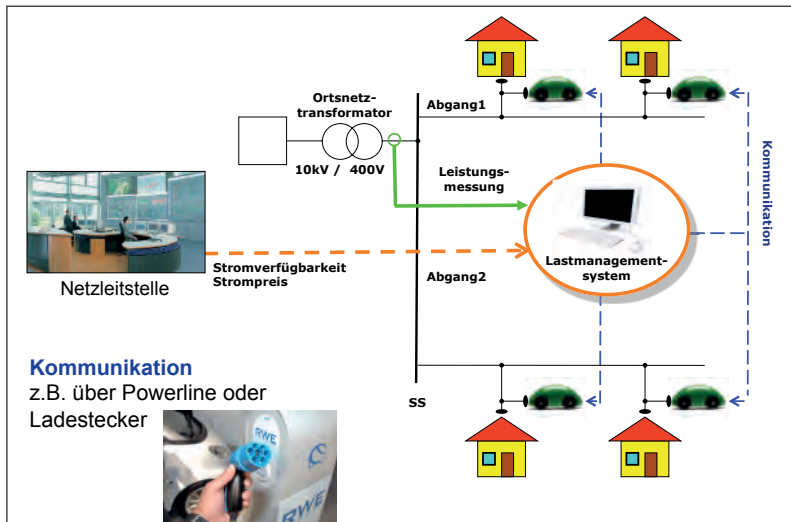 Ortsnetz-
transformator
10kV / 400V
Abgang1
Leistungs-
messung
Kommunikation
Lastmanagement-
system
Stromverfügbarkeit
Strompreis
Abgang2
Netzleitstelle
Kommunikation
z.B. über Powerline oder
Ladestecker
SS
RWE
RWE